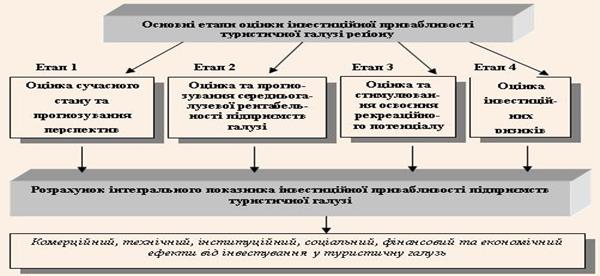 Основні етапи оцінки інвестиційної привабливості
туристичної галузі регіону
Етап 1
Етап 2
Етап 3
Етап 4
Оцінка сучасного
стану та
прогнозування
перспектив
Оцінка та прогно-
зування середньога-
лузевої рентабель-
ності підприємств
галузі
Оцінка та
стимулюван-
ня освоєння
рекреаційно-
го потенціалу
Оцінка
інвестицій-
них
ризиків
Розрахунок інтегрального показника інвестиційної привабливості підприємств
туристичної галузі
Комерційний, технічний, інституційний, соціальний, фінансовий та економічний
ефекти від інвестування у туристичну галузь